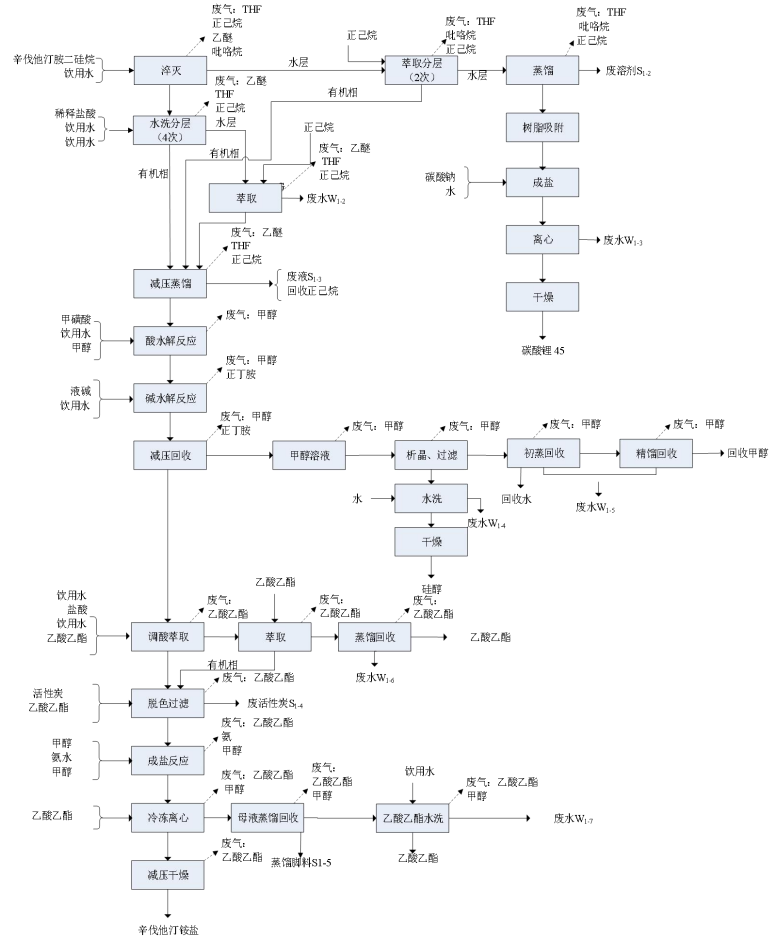 废气：THF
正己烷
乙醚
吡咯烷
辛伐他汀胺二硅烷
饮用水
淬灭
水层
正己烷
废气：THF
吡咯烷
正己烷
萃取分层
（2次）
水层
废气：THF
吡咯烷
正己烷
蒸馏
废溶剂S1-2
废气：乙醚
THF
正己烷
稀释盐酸
饮用水
饮用水
水洗分层
（4次）
水层
有机相
树脂吸附
正己烷
废气：乙醚
THF
正己烷
有机相
有机相
萃取
废水W1-2
碳酸钠
水
成盐
废气：乙醚
THF
正己烷
离心
废水W1-3
减压蒸馏
废液S1-3
回收正己烷
干燥
碳酸锂 45
甲磺酸
饮用水
甲醇
酸水解反应
废气：甲醇
液碱
饮用水
碱水解反应
废气：甲醇
正丁胺
减压回收
废气：甲醇
正丁胺
甲醇溶液
废气：甲醇
析晶、过滤
废气：甲醇
初蒸回收
废气：甲醇
精馏回收
废气：甲醇
回收甲醇
水
水洗
废水W1-4
回收水
废水W1-5
干燥
硅醇
饮用水
盐酸
饮用水
乙酸乙酯
调酸萃取
废气：
乙酸乙酯
乙酸乙酯
萃取
废气：
乙酸乙酯
蒸馏回收
废气：
乙酸乙酯
乙酸乙酯
废水W1-6
有机相
活性炭
乙酸乙酯
脱色过滤
废气：乙酸乙酯
废活性炭S1-4
甲醇
氨水
甲醇
成盐反应
废气：乙酸乙酯
氨
甲醇
乙酸乙酯
冷冻离心
废气：乙酸乙酯
甲醇
母液蒸馏回收
废气：
乙酸乙酯
甲醇
饮用水
乙酸乙酯水洗
废气：乙酸乙酯
甲醇
废水W1-7
蒸馏脚料S1-5
乙酸乙酯
减压干燥
废气：
乙酸乙酯
辛伐他汀铵盐